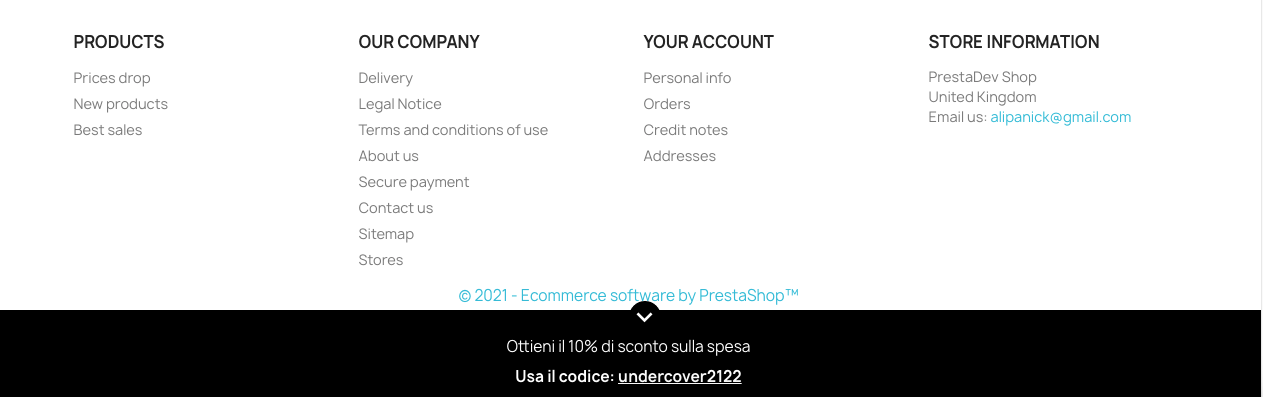 PRODUCTS
Prices drop
New products
Best sales
OUR COMPANY
Delivery
Legal Notice
Terms and conditions of use
About us
Secure payment
Contact us
Sitemap
Stores
YOUR ACCOUNT
Personal info
Orders
Credit notes
Addresses
STORE INFORMATION
PrestaDev Shop
United Kingdom
Email us: alipanick@gmail.com
© 2021 - Ecommerce software by PrestaShop™
Ottieni il 10% di sconto sulla spesa
Usa il codice: undercover2122